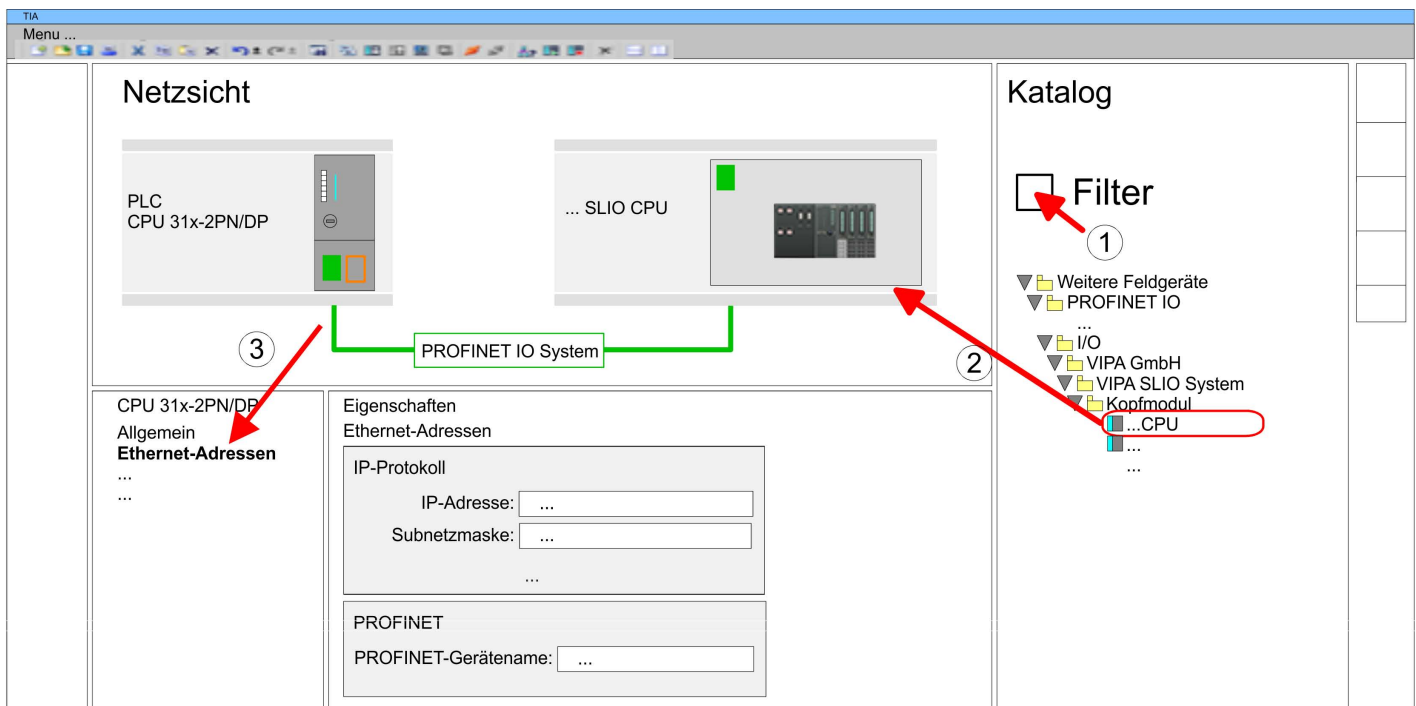 TIA
Menu ...
Netzsicht
PLC
CPU 31x-2PN/DP
... SLIO CPU
PROFINET IO System
3
2
Katalog
Filter
1
Weitere Feldgeräte
PROFINET IO
...
I/O
VIPA GmbH
VIPA SLIO System
Kopfmodul
...CPU
...
...
CPU 31x-2PN/DP
Allgemein
Ethernet-Adressen
...
...
Eigenschaften
Ethernet-Adressen
IP-Protokoll
IP-Adresse: ...
Subnetzmaske: ...
...
PROFINET
PROFINET-Gerätename: ...